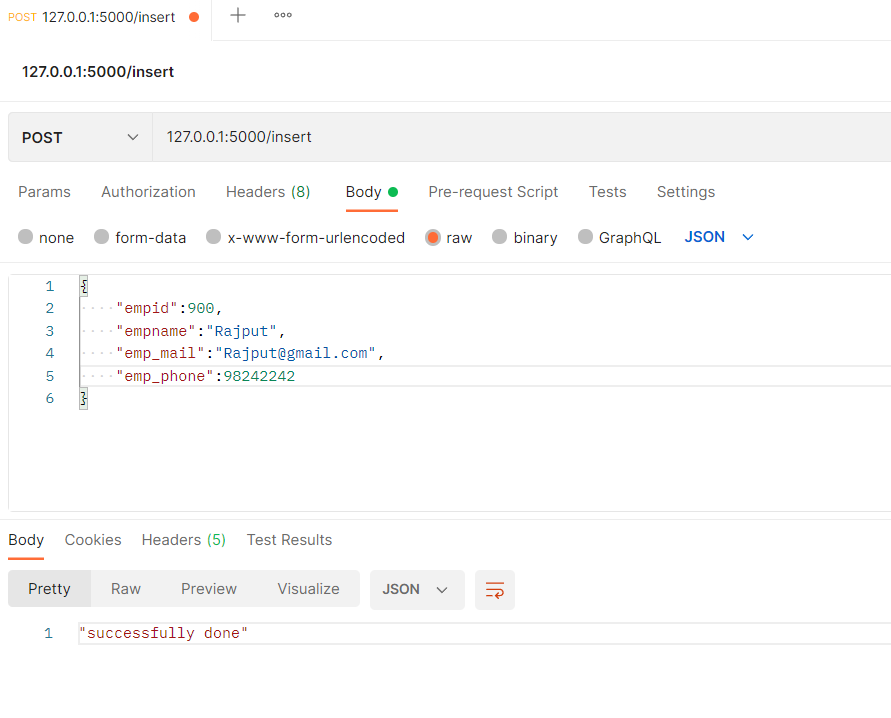 POST 127.0.0.1:5000/insert
127.0.0.1:5000/insert
POST 127.0.0.1:5000/insert
Params Authorization Headers (8) Body Pre-request Script Tests Settings
none form-data x-www-form-urlencoded raw binary GraphQL JSON
1 {
2 "empid":900,
3 "empname":"Rajput",
4 "emp_mail":"Rajput@gmail.com",
5 "emp_phone":98242242
6 }
Body Cookies Headers (5) Test Results
Pretty Raw Preview Visualize JSON
1 "successfully done"